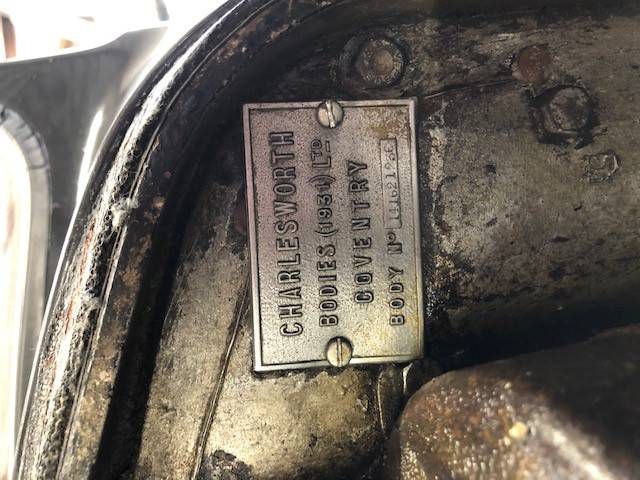 CHARLESWORTH
BODIES (1931) LTD
COVENTRY
BODY No